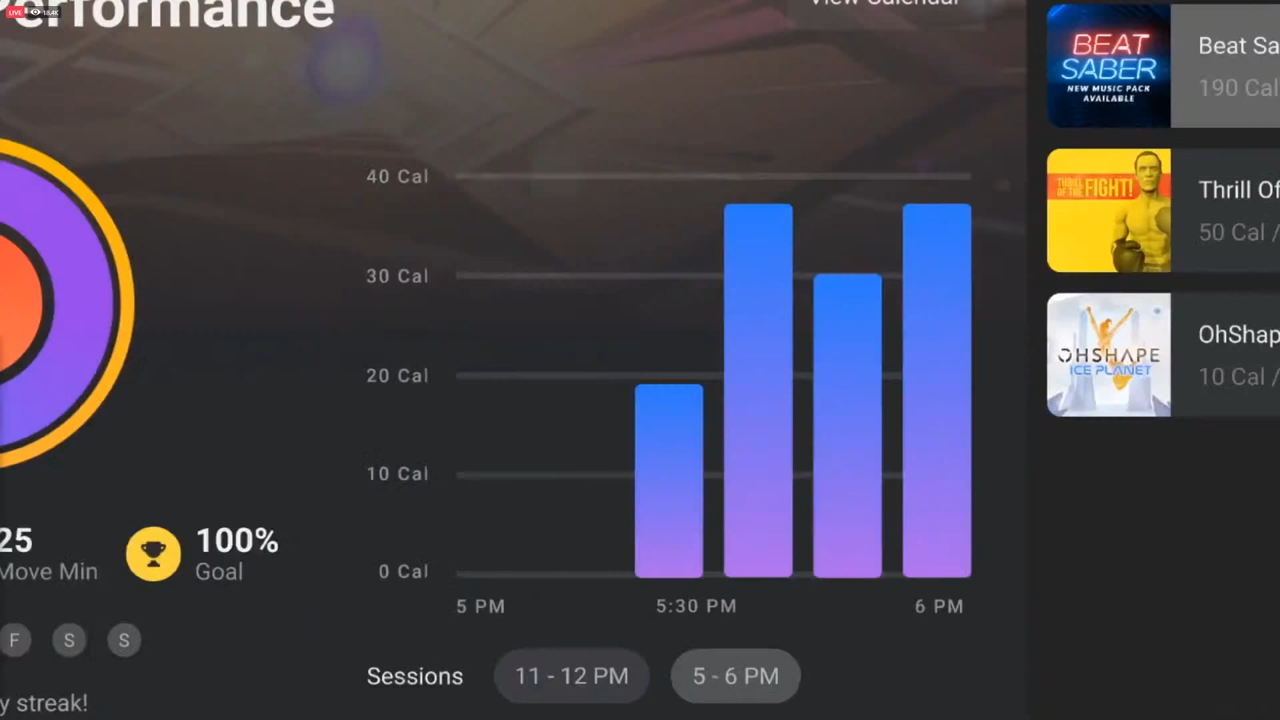 LIVE 18.4K
Performance
View Calendar
40 Cal
30 Cal
20 Cal
10 Cal
0 Cal
5 PM 5:30 PM 6 PM
25
Move Min
100%
Goal
F S S
y streak!
Sessions 11 - 12 PM 5 - 6 PM
BEAT
SABER
NEW MUSIC PACK
AVAILABLE
Beat Sa
190 Cal
THRILL
OF THE FIGHT!
Thrill Of
50 Cal /
OHSHAPE
ICE PLANET
OhShap
10 Cal /